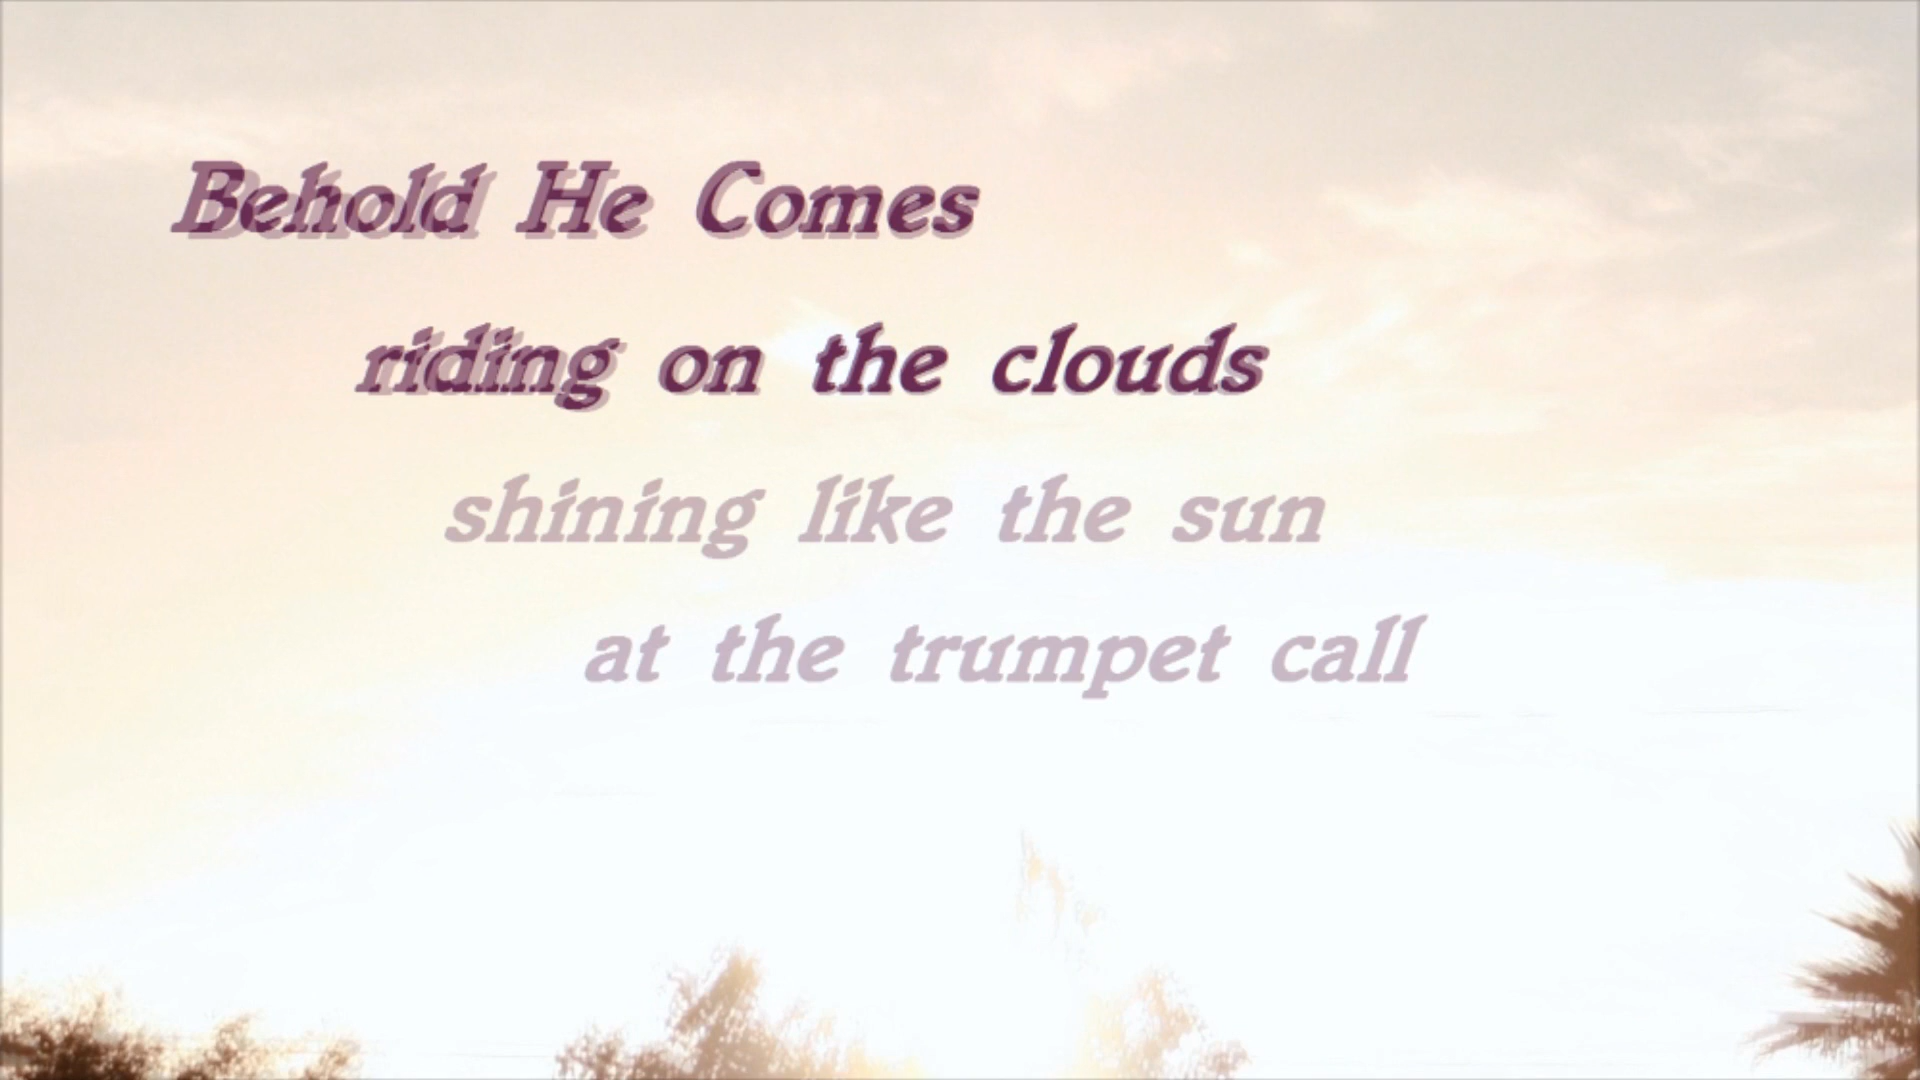 Behold He Comes
riding on the clouds
shining like the sun
at the trumpet call